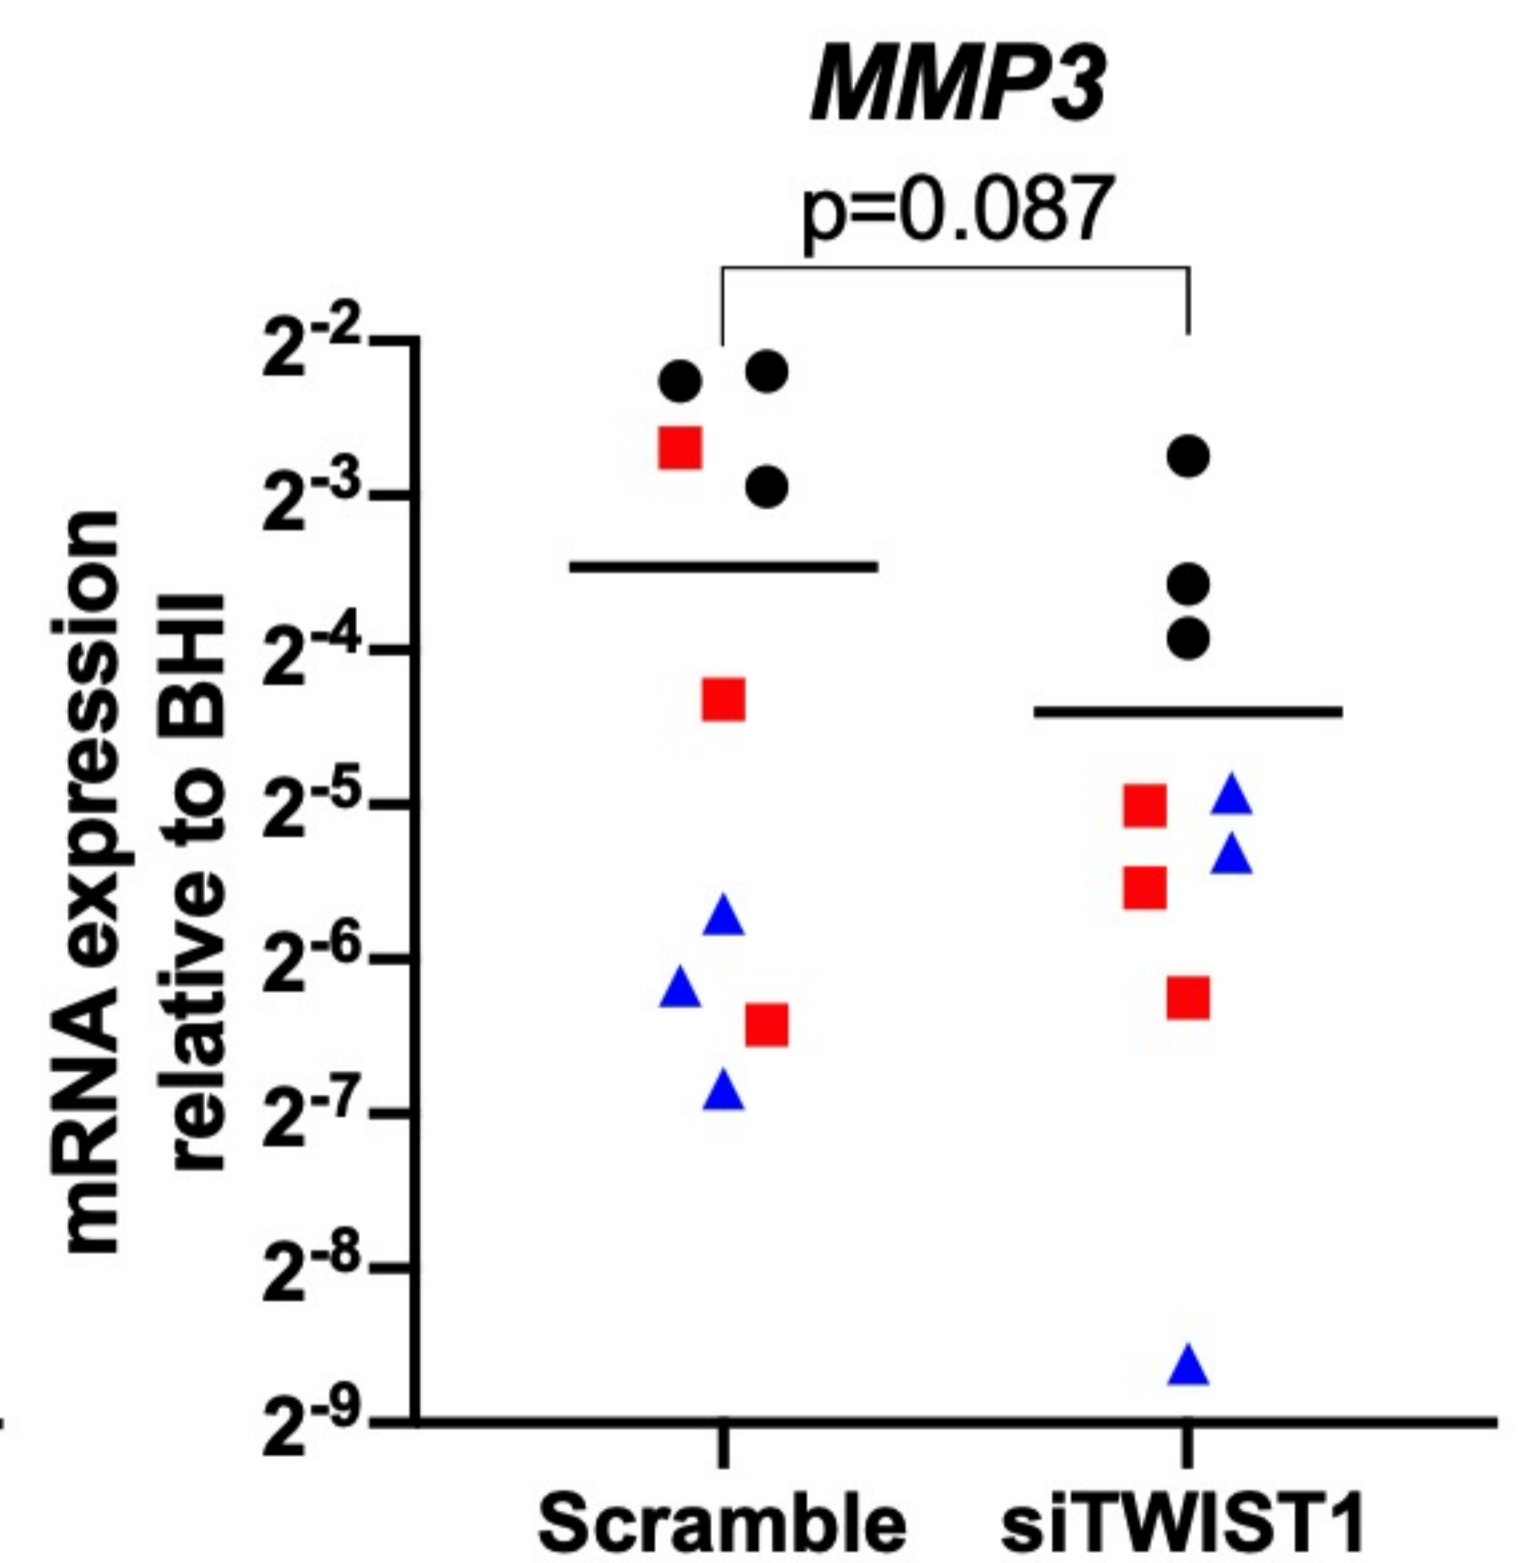 MMP3
p=0.087
mRNA expression
relative to BHI
2-2
2-3
2-4
2-5
2-6
2-7
2-8
2-9
Scramble siTWIST1